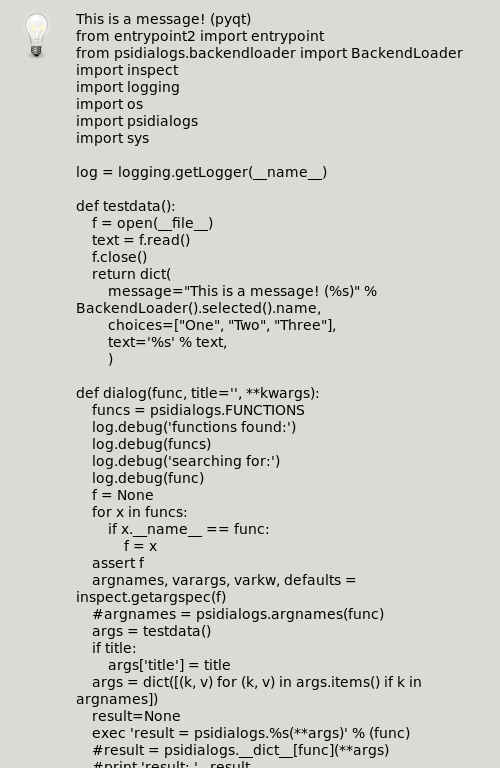 This is a message! (pyqt)
from entrypoint2 import entrypoint
from psidialogs.backendloader import BackendLoader
import inspect
import logging
import os
import psidialogs
import sys

log = logging.getLogger(__name__)

def testdata():
    f = open(__file__)
    text = f.read()
    f.close()
    return dict(
        message="This is a message! (%s)" %
BackendLoader().selected().name,
        choices=["One", "Two", "Three"],
        text='%s' % text,
        )

def dialog(func, title='', **kwargs):
    funcs = psidialogs.FUNCTIONS
    log.debug('functions found:')
    log.debug(funcs)
    log.debug('searching for:')
    log.debug(func)
    f = None
    for x in funcs:
        if x.__name__ == func:
            f = x
    assert f
    argnames, varargs, varkw, defaults =
inspect.getargspec(f)
    #argnames = psidialogs.argnames(func)
    args = testdata()
    if title:
        args['title'] = title
    args = dict([(k, v) for (k, v) in args.items() if k in
argnames])
    result=None
    exec 'result = psidialogs.%s(**args)' % (func)
    #result = psidialogs.__dict__[func](**args)
    #print 'result: ' , result